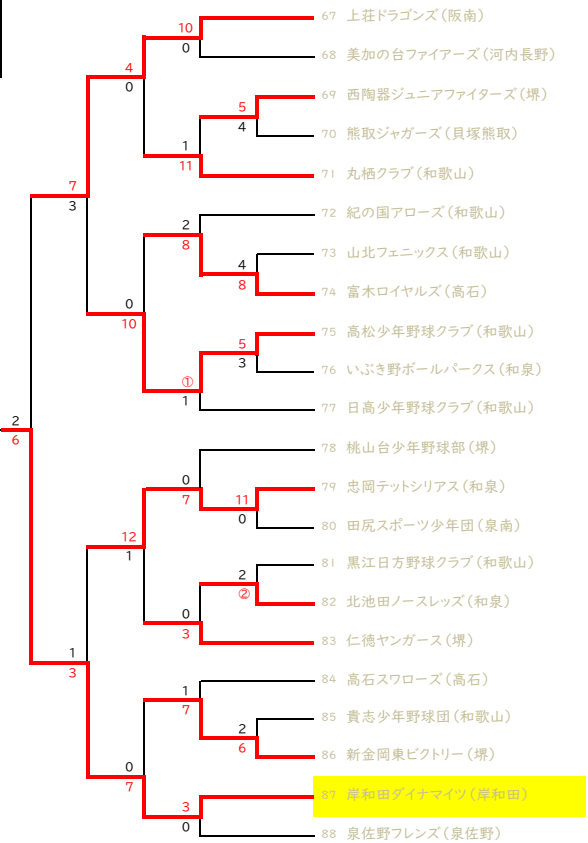 10
67 上荘ドラゴンズ（阪南）
0
68 美加の台ファイアーズ（河内長野）
4
0
69 西陶器ジュニアファイターズ（堺）
5
4
70 熊取ジャガーズ（貝塚熊取）
1
11
71 丸栖クラブ（和歌山）
7
3
72 紀の国アローズ（和歌山）
2
8
73 山北フェニックス（和歌山）
4
8
74 富木ロイヤルズ（高石）
0
10
75 高松少年野球クラブ（和歌山）
5
3
76 いぶき野ボールパークス（和泉）
①
1
77 日高少年野球クラブ（和歌山）
2
6
78 桃山台少年野球部（堺）
0
7
79 忠岡テットシリアス（和泉）
11
0
80 田尻スポーツ少年団（泉南）
12
1
81 黒江日方野球クラブ（和歌山）
2
②
82 北池田ノースレッズ（和泉）
0
3
83 仁徳ヤンガース（堺）
1
3
84 高石スワローズ（高石）
1
7
85 貴志少年野球団（和歌山）
2
6
86 新金岡東ビクトリー（堺）
0
7
87 岸和田ダイナマイツ（岸和田）
3
0
88 泉佐野フレンズ（泉佐野）